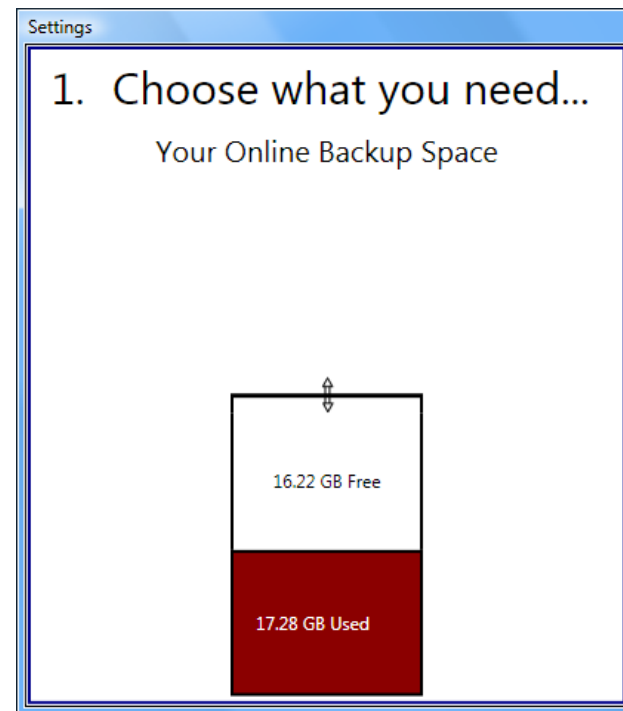 Settings
1. Choose what you need...
Your Online Backup Space
16.22 GB Free
17.28 GB Used